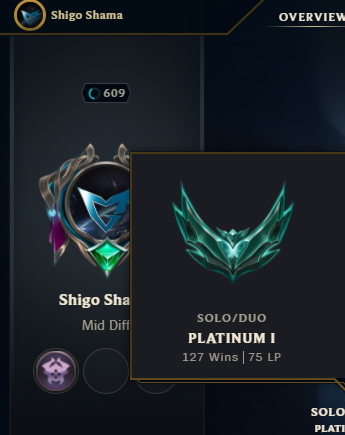 Shigo Shama
OVERVIEW
609
SOLO/DUO
PLATINUM I
127 Wins | 75 LP
Shigo Sha
Mid Diff
SOLO
PLATI